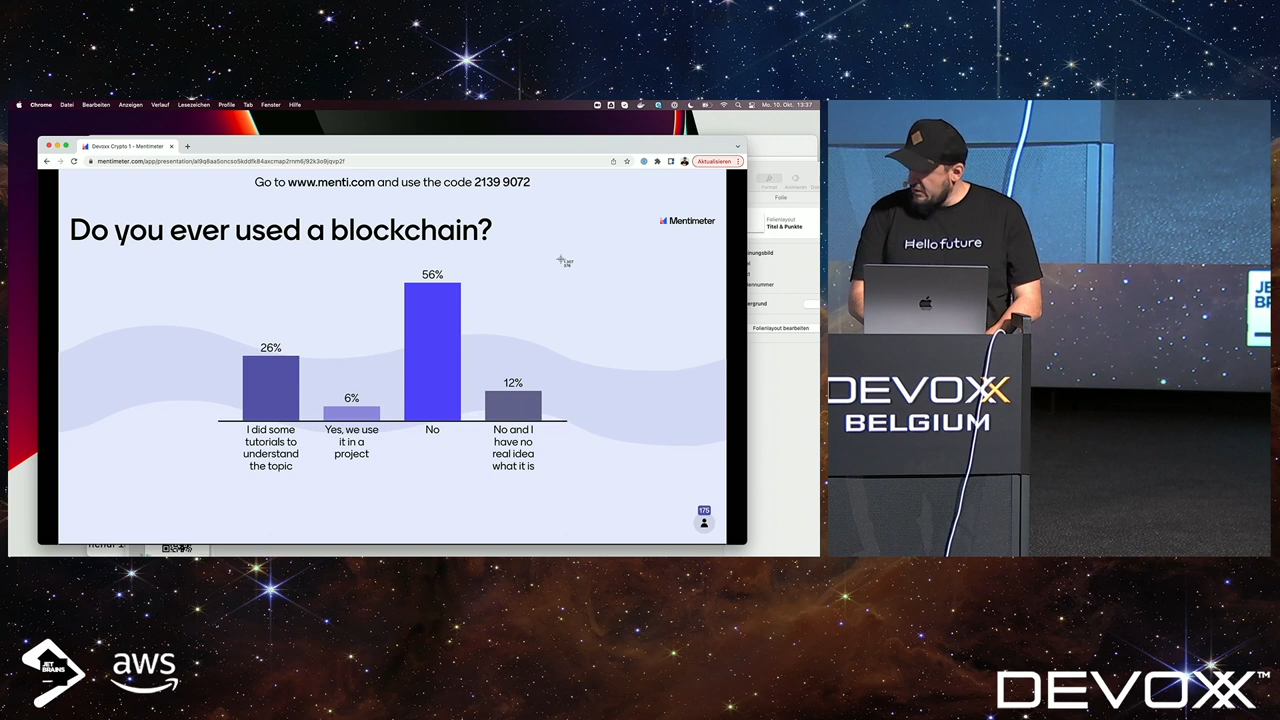 Chrome Datei Bearbeiten Anzeigen Verlauf Lesezeichen Profile Tab Fenster Hilfe
Mo. 10. Okt. 13:37
Devoxx Crypto 1 - Mentimeter
Aktualisieren
Go to www.menti.com and use the code 2139 9072
Do you ever used a blockchain?
Mentimeter
26%
6%
56%
12%
I did some
tutorials to
understand
the topic
Yes, we use
it in a
project
No
No and I
have no
real idea
what it is
175
Format Animieren
Folie
Folienlayout
Titel & Punkte
Folienlayout bearbeiten
Hello future
DEVOXX
BELGIUM
JET
BRAINS
aws
DEVOXX™